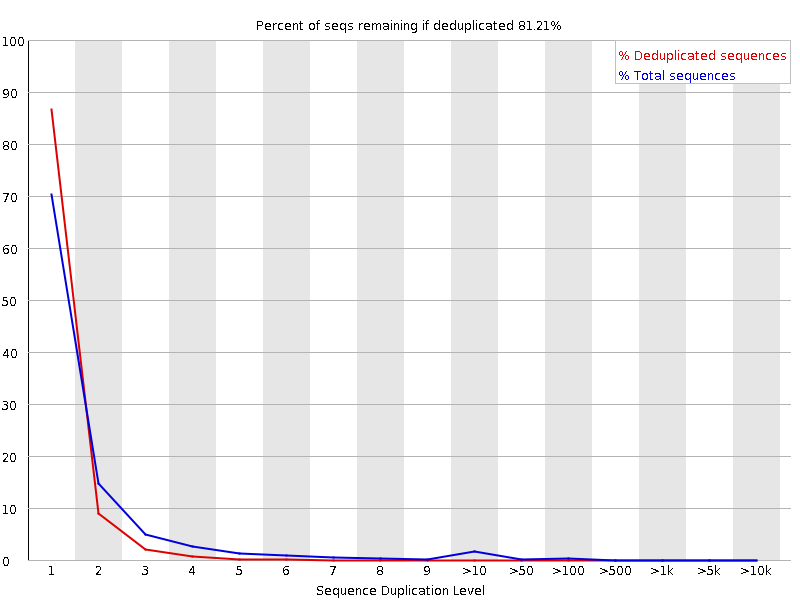 Percent of seqs remaining if deduplicated 81.21%
% Deduplicated sequences
% Total sequences
100
90
80
70
60
50
40
30
20
10
0
1 2 3 4 5 6 7 8 9 >10 >50 >100 >500 >1k >5k >10k
Sequence Duplication Level